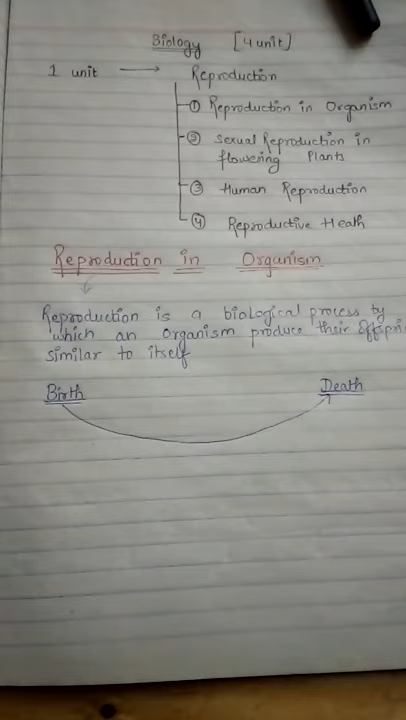 Biology [4 unit]
1 unit → Reproduction
① Reproduction in Organism
② Sexual Reproduction in
flowering Plants
③ Human Reproduction
④ Reproductive Heath
Reproduction in Organism
Reproduction is a biological process by
which an organism produce their
similar to itself
Birth Death